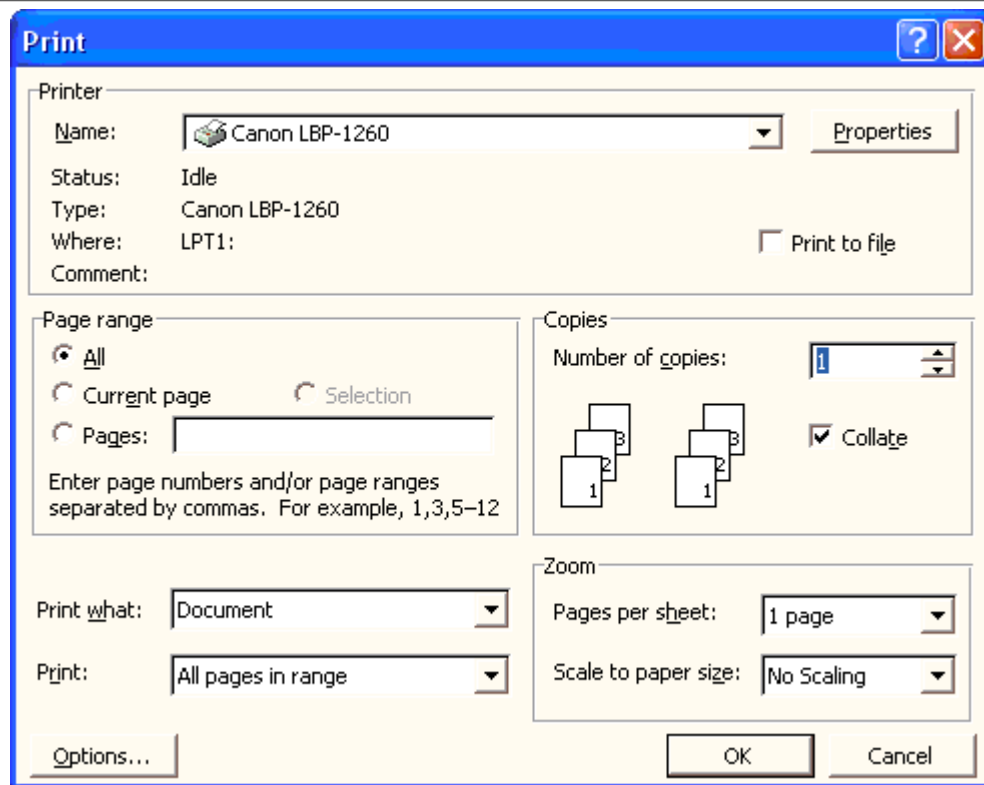 Print
Printer
Name: Canon LBP-1260 Properties
Status: Idle
Type: Canon LBP-1260
Where: LPT1: Print to file
Comment:
Page range
All
Current page Selection
Pages:
Enter page numbers and/or page ranges
separated by commas. For example, 1,3,5–12
Copies
Number of copies: 1
3 3
2 2
1 1
Collate
Print what: Document
Print: All pages in range
Zoom
Pages per sheet: 1 page
Scale to paper size: No Scaling
Options... OK Cancel